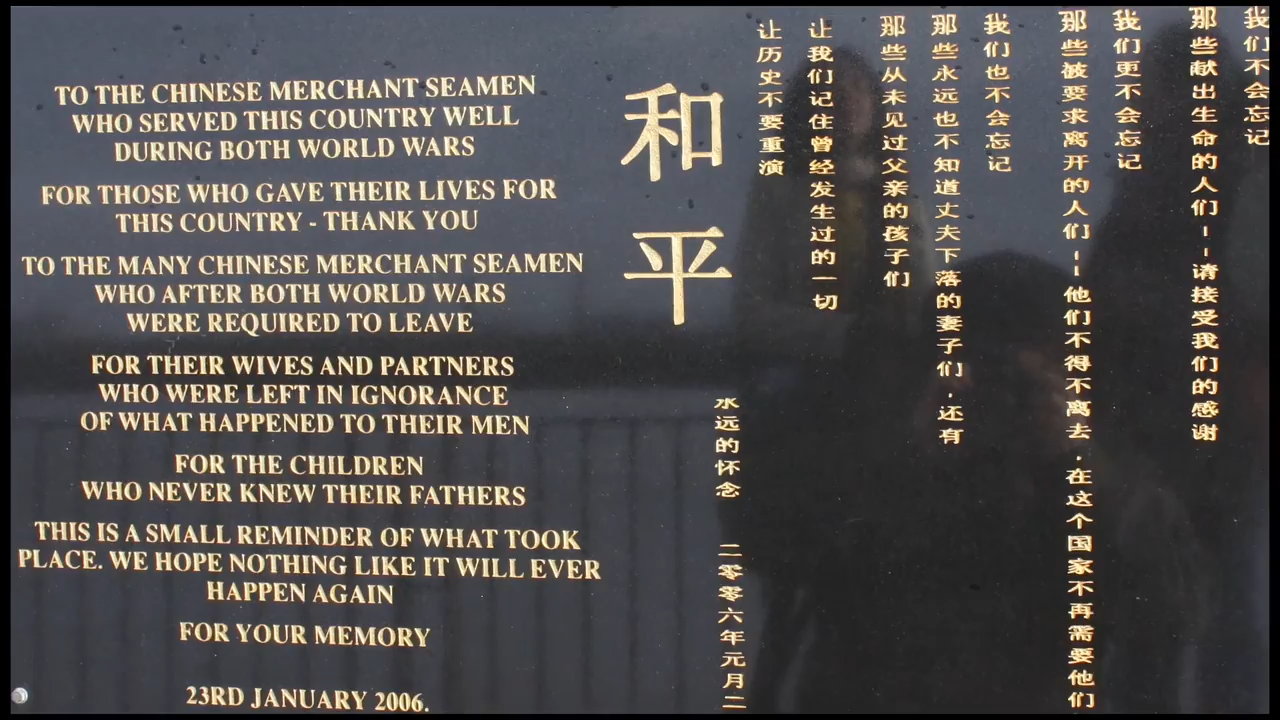 TO THE CHINESE MERCHANT SEAMEN
WHO SERVED THIS COUNTRY WELL
DURING BOTH WORLD WARS
FOR THOSE WHO GAVE THEIR LIVES FOR
THIS COUNTRY - THANK YOU
TO THE MANY CHINESE MERCHANT SEAMEN
WHO AFTER BOTH WORLD WARS
WERE REQUIRED TO LEAVE
FOR THEIR WIVES AND PARTNERS
WHO WERE LEFT IN IGNORANCE
OF WHAT HAPPENED TO THEIR MEN
FOR THE CHILDREN
WHO NEVER KNEW THEIR FATHERS
THIS IS A SMALL REMINDER OF WHAT TOOK
PLACE. WE HOPE NOTHING LIKE IT WILL EVER
HAPPEN AGAIN
FOR YOUR MEMORY
23RD JANUARY 2006.
我们不会忘记
那些献出生命的人们--请接受我们的感谢
我们更不会忘记
那些被要求离开的人们--他们不得不离去,在这个国家不再需要他们
我们也不会忘记
那些永远也不知道丈夫下落的妻子们,还有
那些从未见过父亲的孩子们
让我们记住曾经发生过的一切
让历史不要重演
和平
永远的怀念 二零零六年元月二